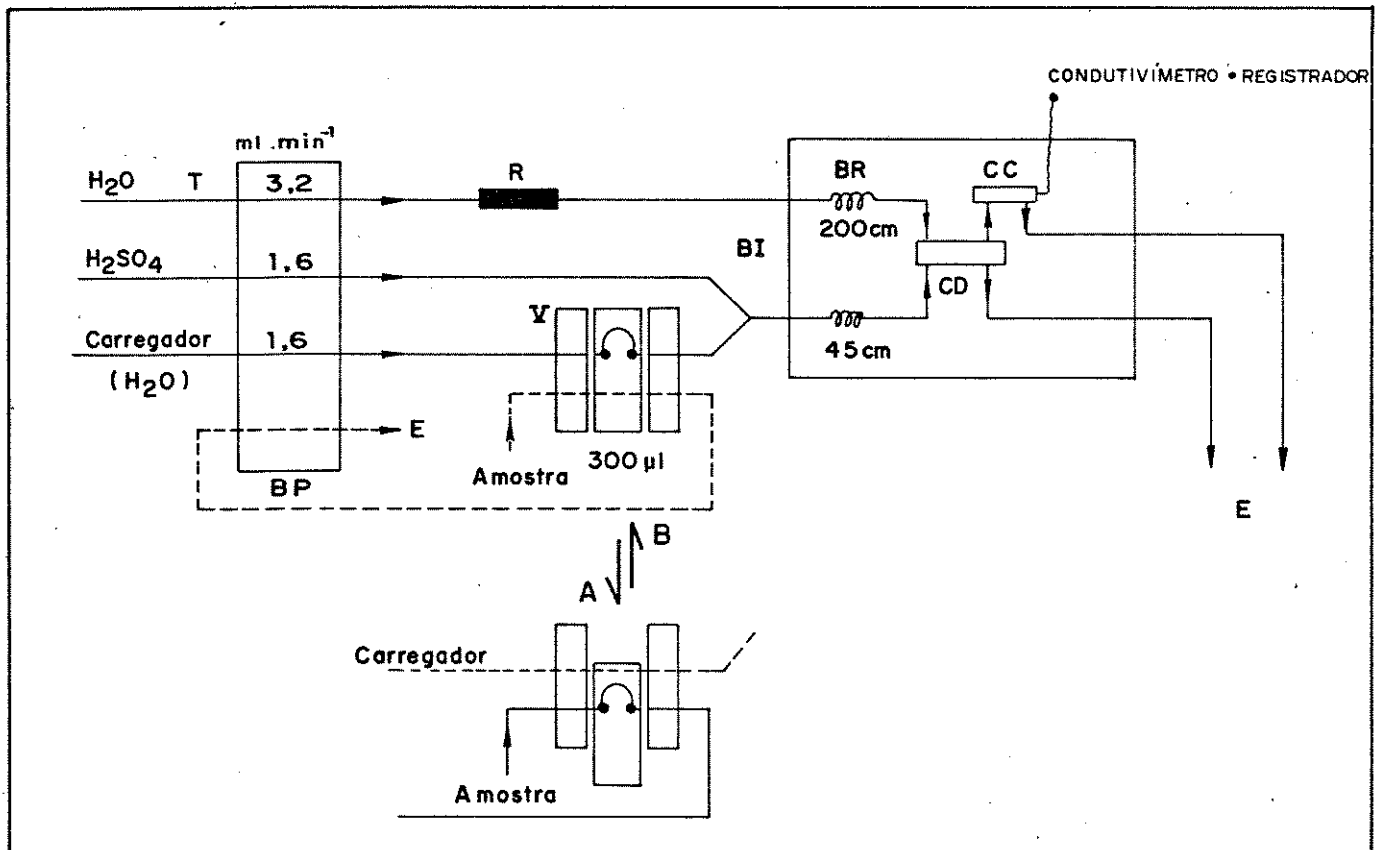 CONDUTIVÍMETRO • REGISTRADOR
ml .min⁻¹
H₂O T 3,2
R
BR
CC
200cm
H₂SO₄ 1,6
BI
CD
V
Carregador 1,6
(H₂O)
45cm
E
Amostra
300 µl
BP
E
B
A
Carregador
Amostra